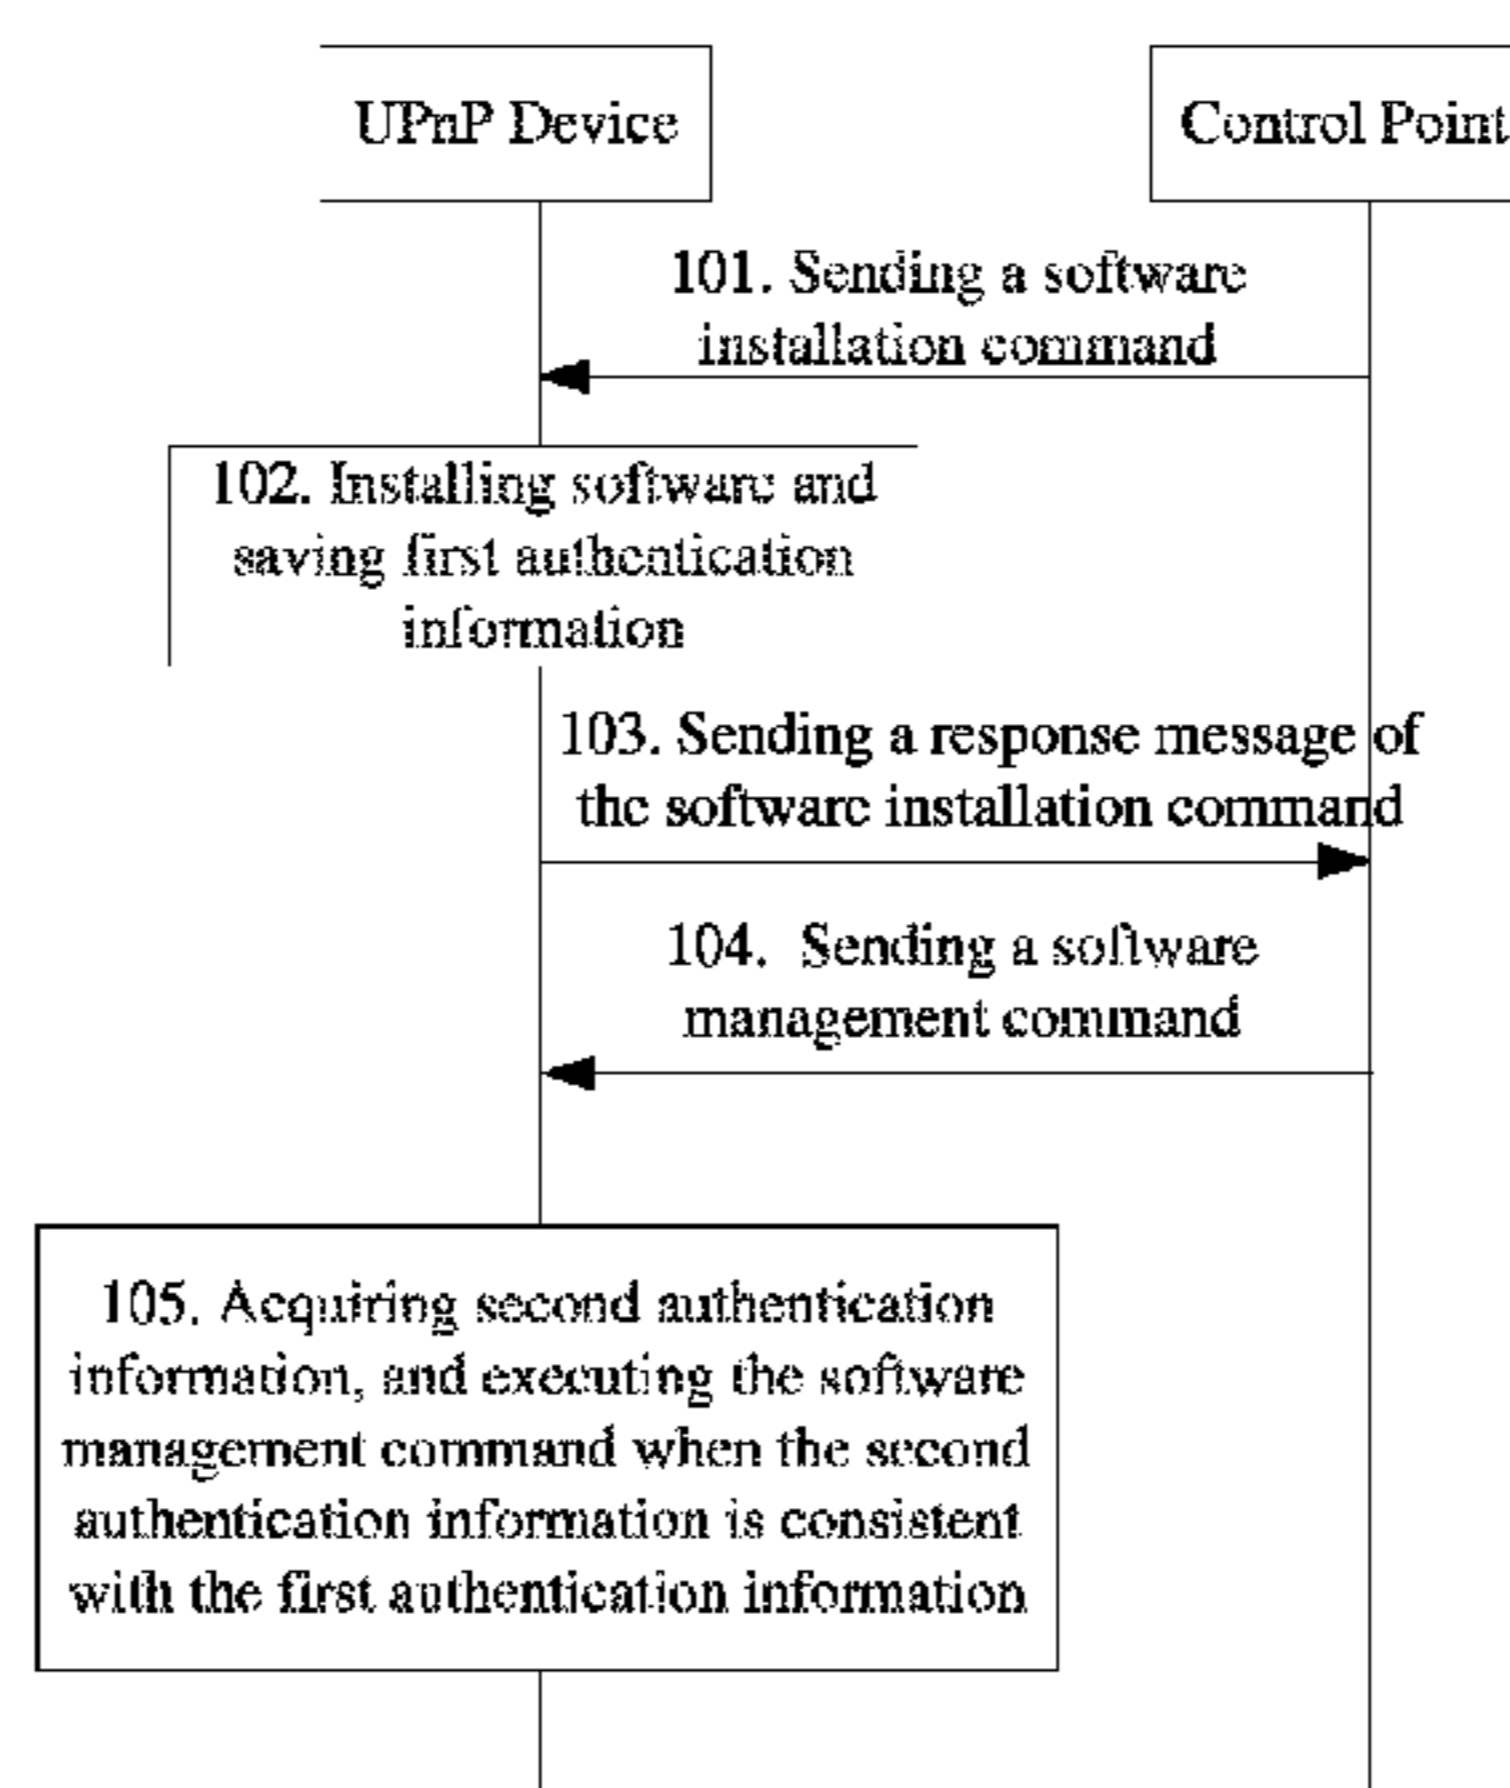 UPnP Device
Control Point
101. Sending a software
installation command
102. Installing software and
saving first authentication
information
103. Sending a response message of
the software installation command
104. Sending a software
management command
105. Acquiring second authentication
information, and executing the software
management command when the second
authentication information is consistent
with the first authentication information